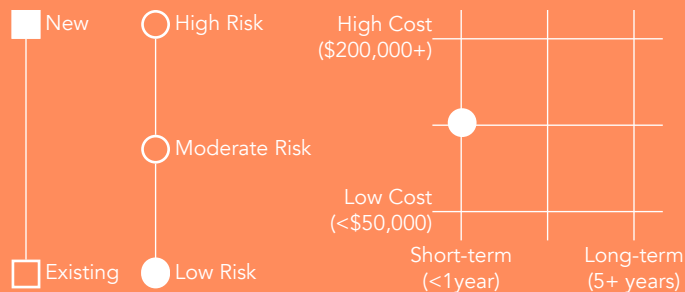 New
High Risk
High Cost
($200,000+)
Moderate Risk
Low Cost
(<$50,000)
Existing
Low Risk
Short-term
(<1year)
Long-term
(5+ years)